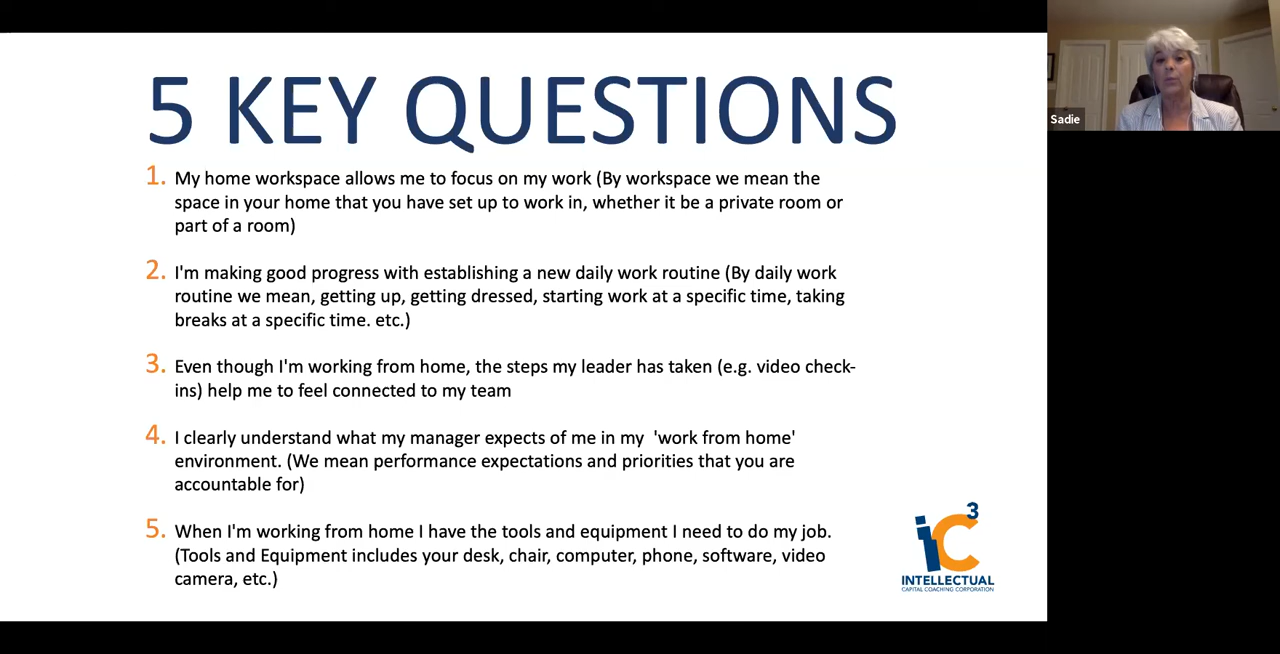 5 KEY QUESTIONS
1. My home workspace allows me to focus on my work (By workspace we mean the
space in your home that you have set up to work in, whether it be a private room or
part of a room)
2. I'm making good progress with establishing a new daily work routine (By daily work
routine we mean, getting up, getting dressed, starting work at a specific time, taking
breaks at a specific time. etc.)
3. Even though I'm working from home, the steps my leader has taken (e.g. video check-
ins) help me to feel connected to my team
4. I clearly understand what my manager expects of me in my  'work from home'
environment. (We mean performance expectations and priorities that you are
accountable for)
5. When I'm working from home I have the tools and equipment I need to do my job.
(Tools and Equipment includes your desk, chair, computer, phone, software, video
camera, etc.)
iC3
INTELLECTUAL
CAPITAL COACHING CORPORATION
Sadie